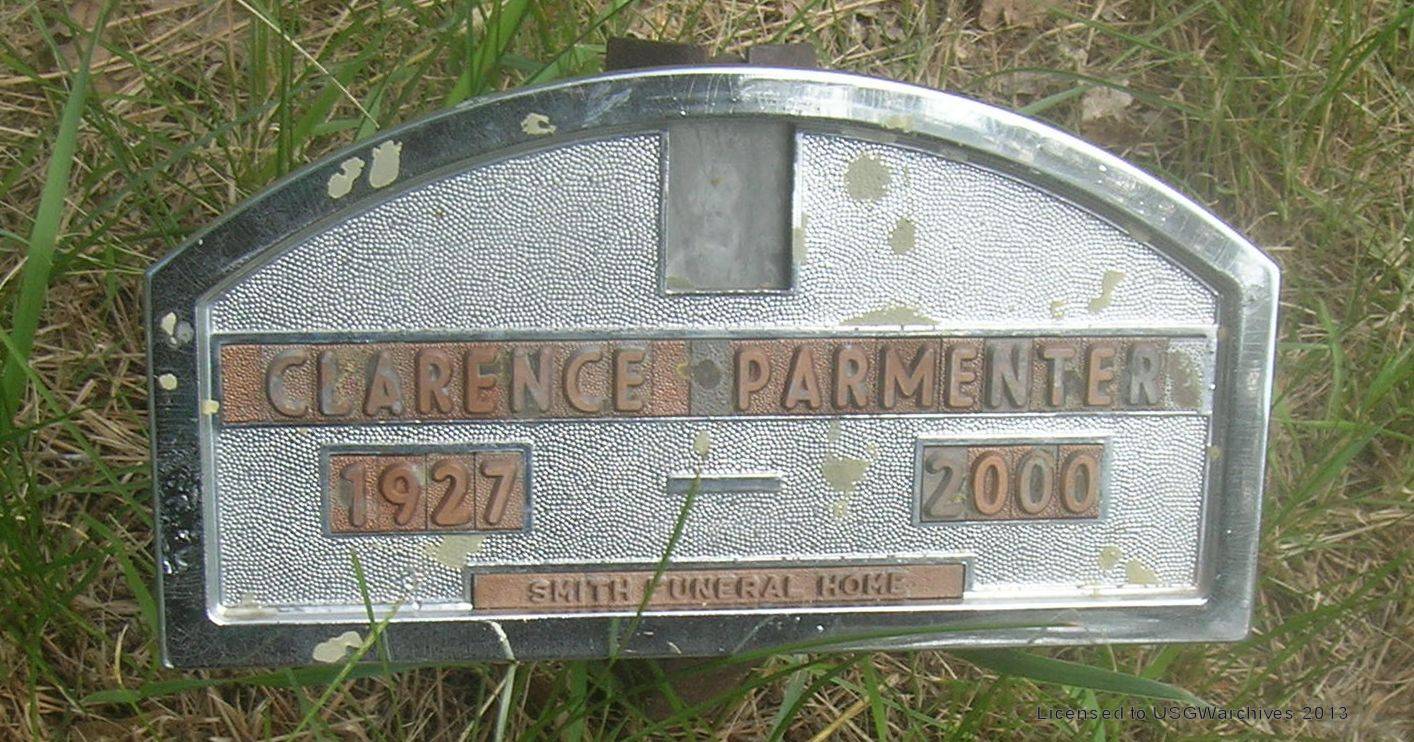 CLARENCE PARMENTER
1927 — 2000
SMITH FUNERAL HOME
Licensed to USGWarchives 2013